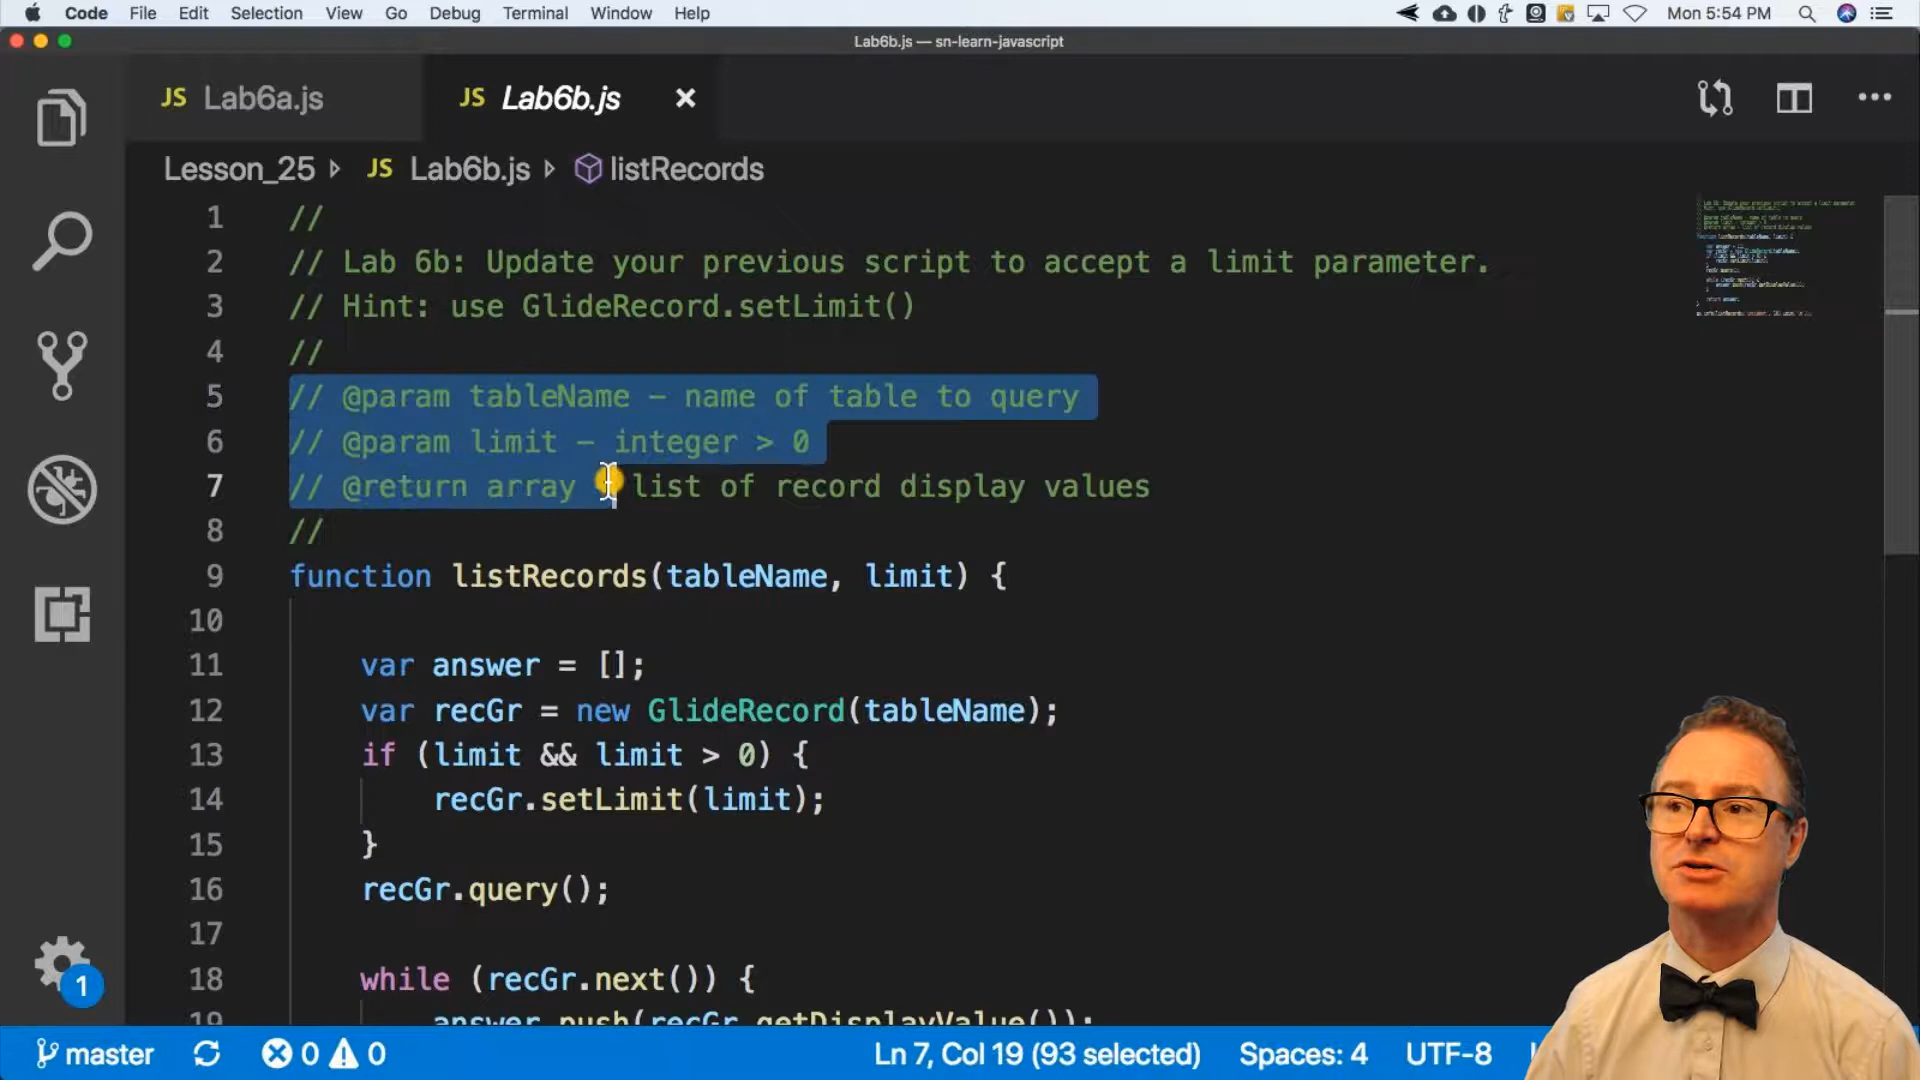 Code File Edit Selection View Go Debug Terminal Window Help Mon 5:54 PM
Lab6b.js — sn-learn-javascript
JS Lab6a.js JS Lab6b.js
Lesson_25 JS Lab6b.js listRecords
1 //
2 // Lab 6b: Update your previous script to accept a limit parameter.
3 // Hint: use GlideRecord.setLimit()
4 //
5 // @param tableName - name of table to query
6 // @param limit - integer > 0
7 // @return array - list of record display values
8 //
9 function listRecords(tableName, limit) {
10
11 var answer = [];
12 var recGr = new GlideRecord(tableName);
13 if (limit && limit > 0) {
14 recGr.setLimit(limit);
15 }
16 recGr.query();
17
18 while (recGr.next()) {
19 answer.push(recGr.getDisplayValue());
1
master 0 0 Ln 7, Col 19 (93 selected) Spaces: 4 UTF-8